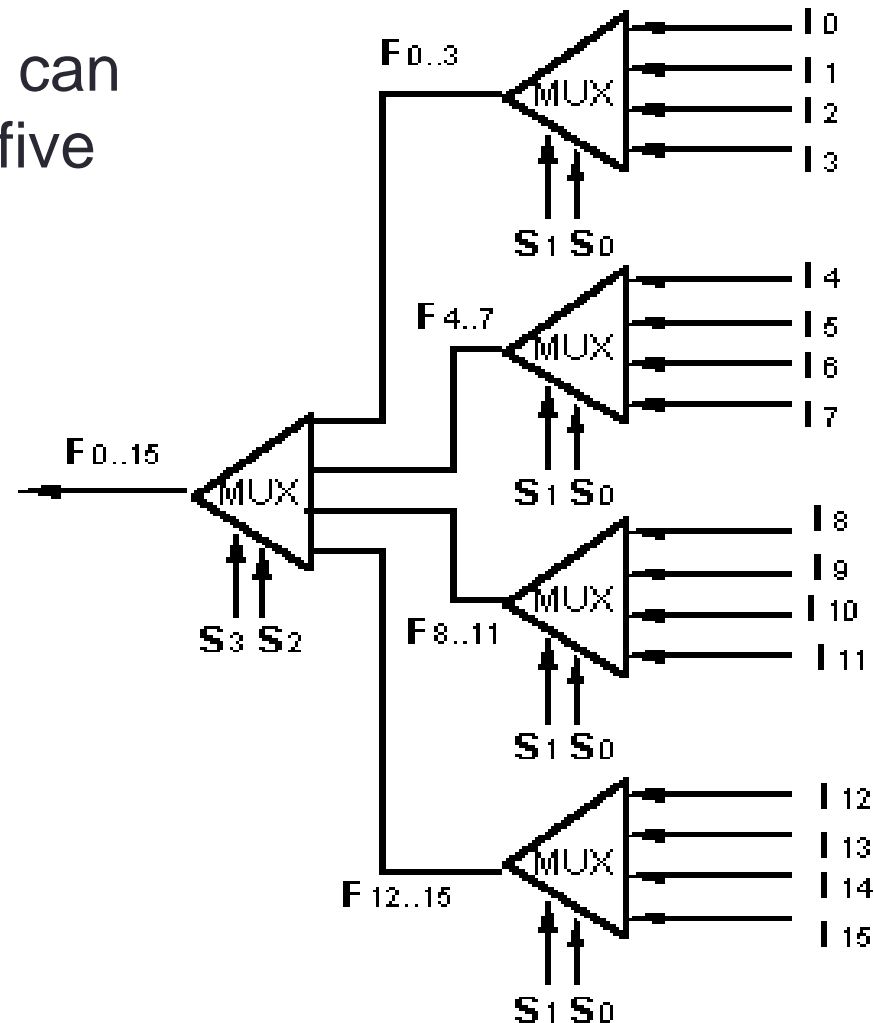 can
five
F0..3
MUX
I0
I1
I2
I3
S1 S0
F4..7
MUX
I4
I5
I6
I7
S1 S0
F0..15
MUX
S3 S2
F8..11
MUX
I8
I9
I10
I11
S1 S0
F12..15
MUX
I12
I13
I14
I15
S1 S0